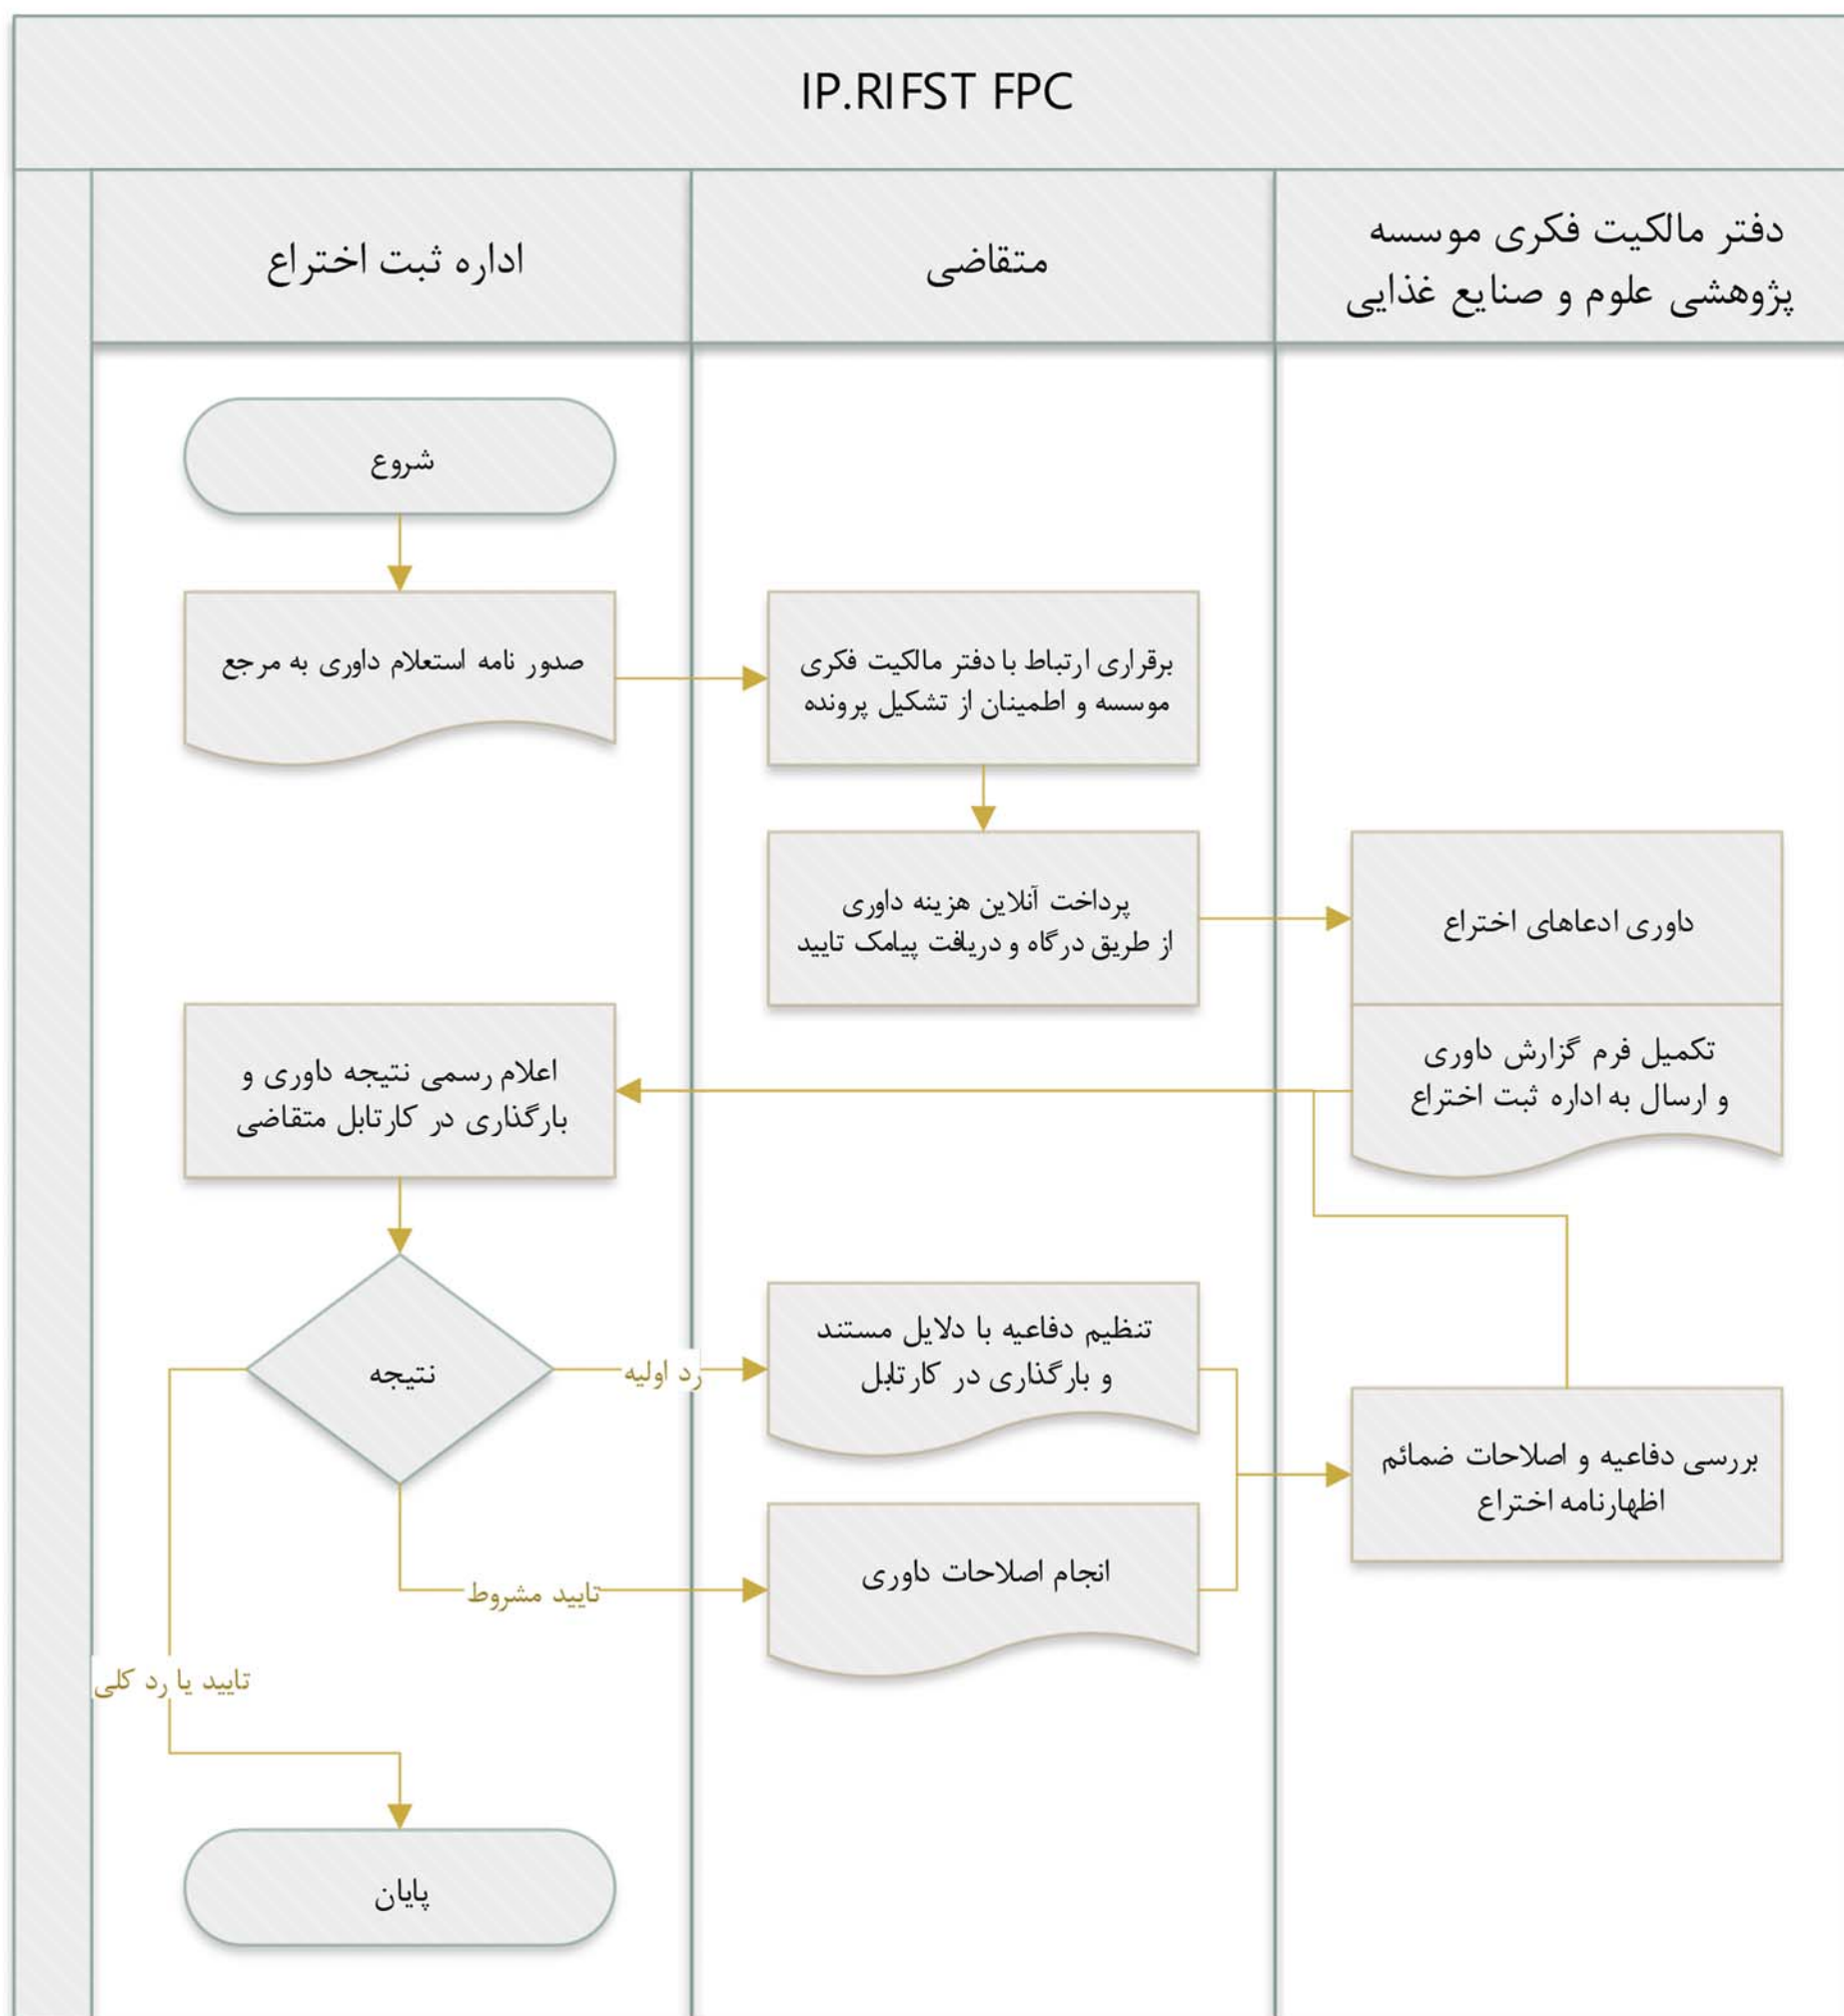 IP.RIFST FPC
دفتر مالکیت فکری موسسه
پژوهشی علوم و صنایع غذایی
متقاضی
اداره ثبت اختراع
شروع
صدور نامه استعلام داوری به مرجع
برقراری ارتباط با دفتر مالکیت فکری
موسسه و اطمینان از تشکیل پرونده
پرداخت آنلاین هزینه داوری
از طریق درگاه و دریافت پیامک تایید
داوری ادعاهای اختراع
تکمیل فرم گزارش داوری
و ارسال به اداره ثبت اختراع
اعلام رسمی نتیجه داوری و
بارگذاری در کارتابل متقاضی
نتیجه
رد اولیه
تنظیم دفاعیه با دلایل مستند
و بارگذاری در کارتابل
تایید مشروط
انجام اصلاحات داوری
بررسی دفاعیه و اصلاحات ضمائم
اظهارنامه اختراع
تایید یا رد کلی
پایان